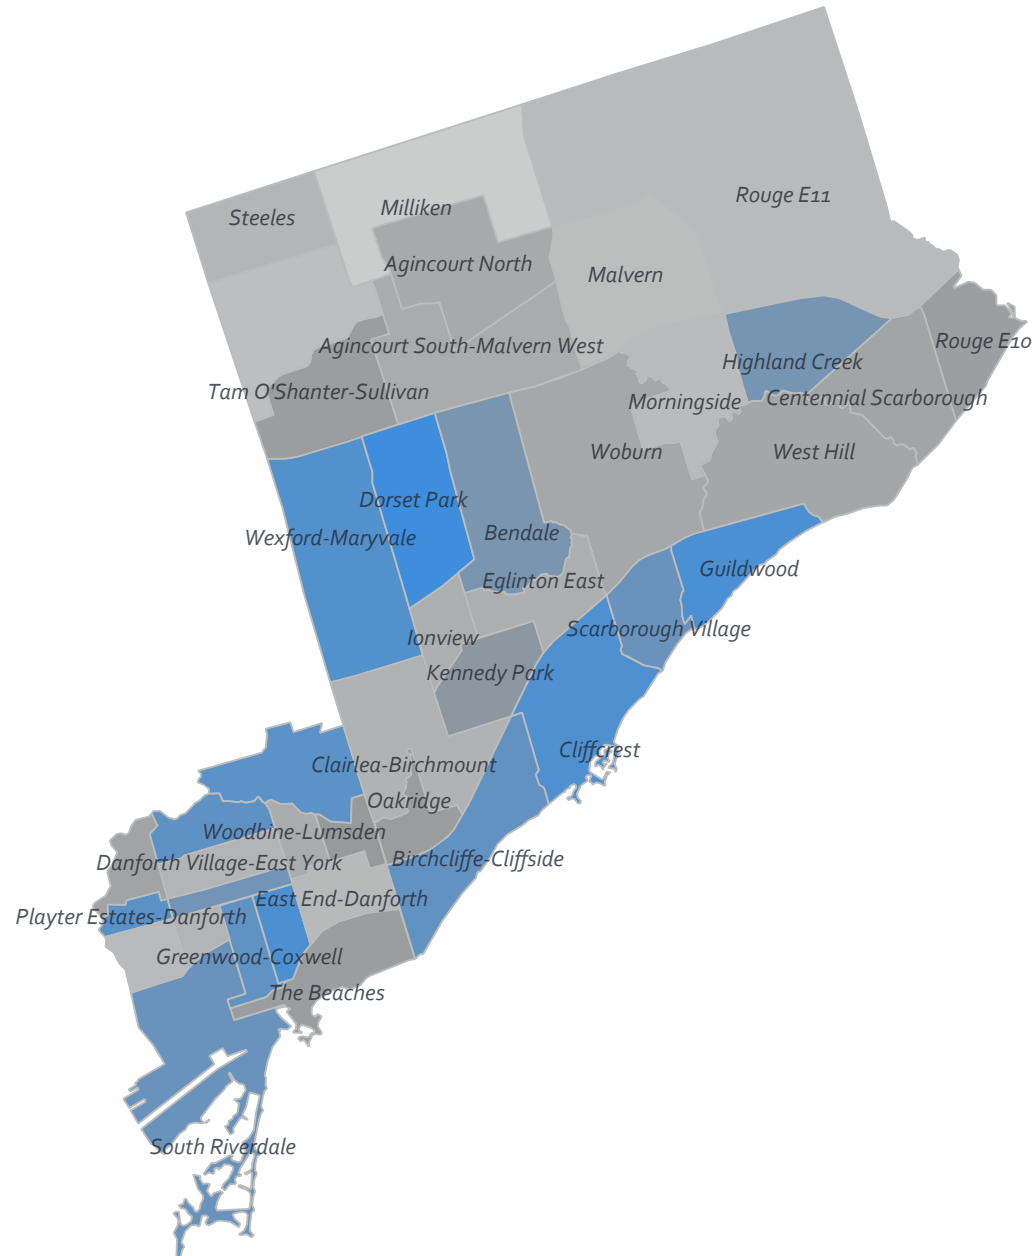 Rouge E11
Steeles
Milliken
Agincourt North
Malvern
Rouge E10
Agincourt South-Malvern West
Highland Creek
Tam O'Shanter-Sullivan
Morningside
Centennial Scarborough
Woburn
West Hill
Dorset Park
Bendale
Wexford-Maryvale
Guildwood
Eglinton East
Scarborough Village
Ionview
Kennedy Park
Cliffcrest
Clairlea-Birchmount
Oakridge
Woodbine-Lumsden
Birchcliffe-Cliffside
Danforth Village-East York
East End-Danforth
Playter Estates-Danforth
Greenwood-Coxwell
The Beaches
South Riverdale